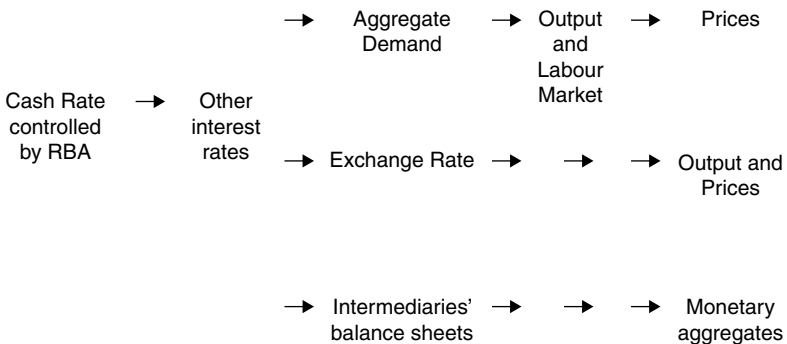 Aggregate
Demand
Output
and
Labour
Market
Prices
Cash Rate
controlled
by RBA
Other
interest
rates
Exchange Rate
Output and
Prices
Intermediaries'
balance sheets
Monetary
aggregates